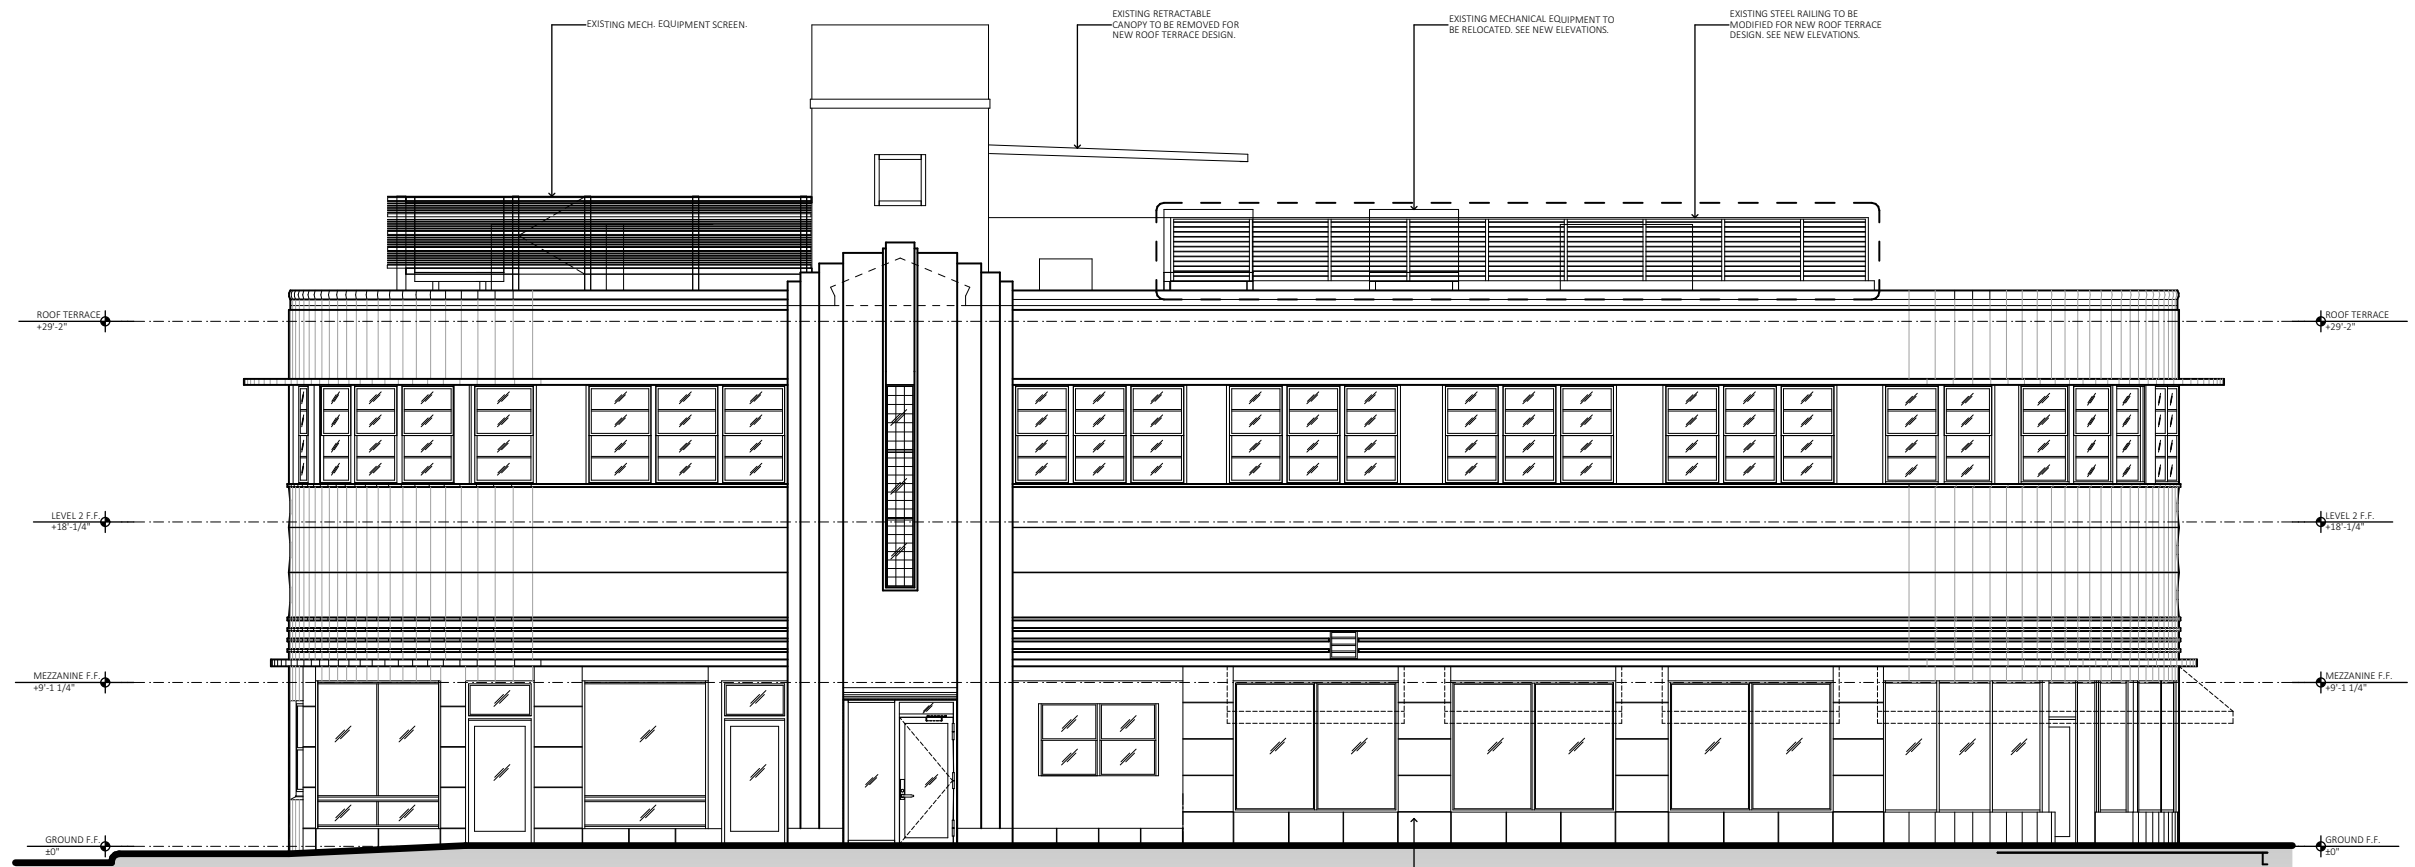 EXISTING MECH. EQUIPMENT SCREEN.
EXISTING RETRACTABLE
CANOPY TO BE REMOVED FOR
NEW ROOF TERRACE DESIGN.
EXISTING MECHANICAL EQUIPMENT TO
BE RELOCATED. SEE NEW ELEVATIONS.
EXISTING STEEL RAILING TO BE
MODIFIED FOR NEW ROOF TERRACE
DESIGN. SEE NEW ELEVATIONS.
ROOF TERRACE
+29'-2"
ROOF TERRACE
+29'-2"
LEVEL 2 F.F.
+18'-1/4"
LEVEL 2 F.F.
+18'-1/4"
MEZZANINE F.F.
+9'-1 1/4"
MEZZANINE F.F.
+9'-1 1/4"
GROUND F.F.
±0"
GROUND F.F.
±0"